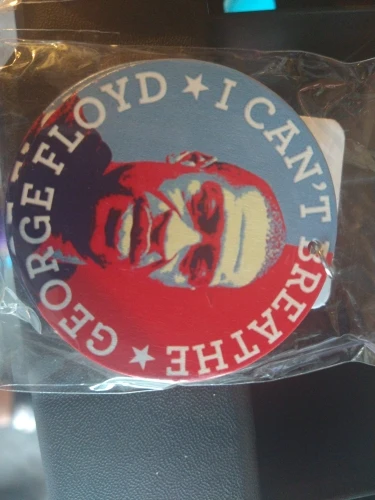 GEORGE FLOYD ★ I CAN'T BREATHE ★